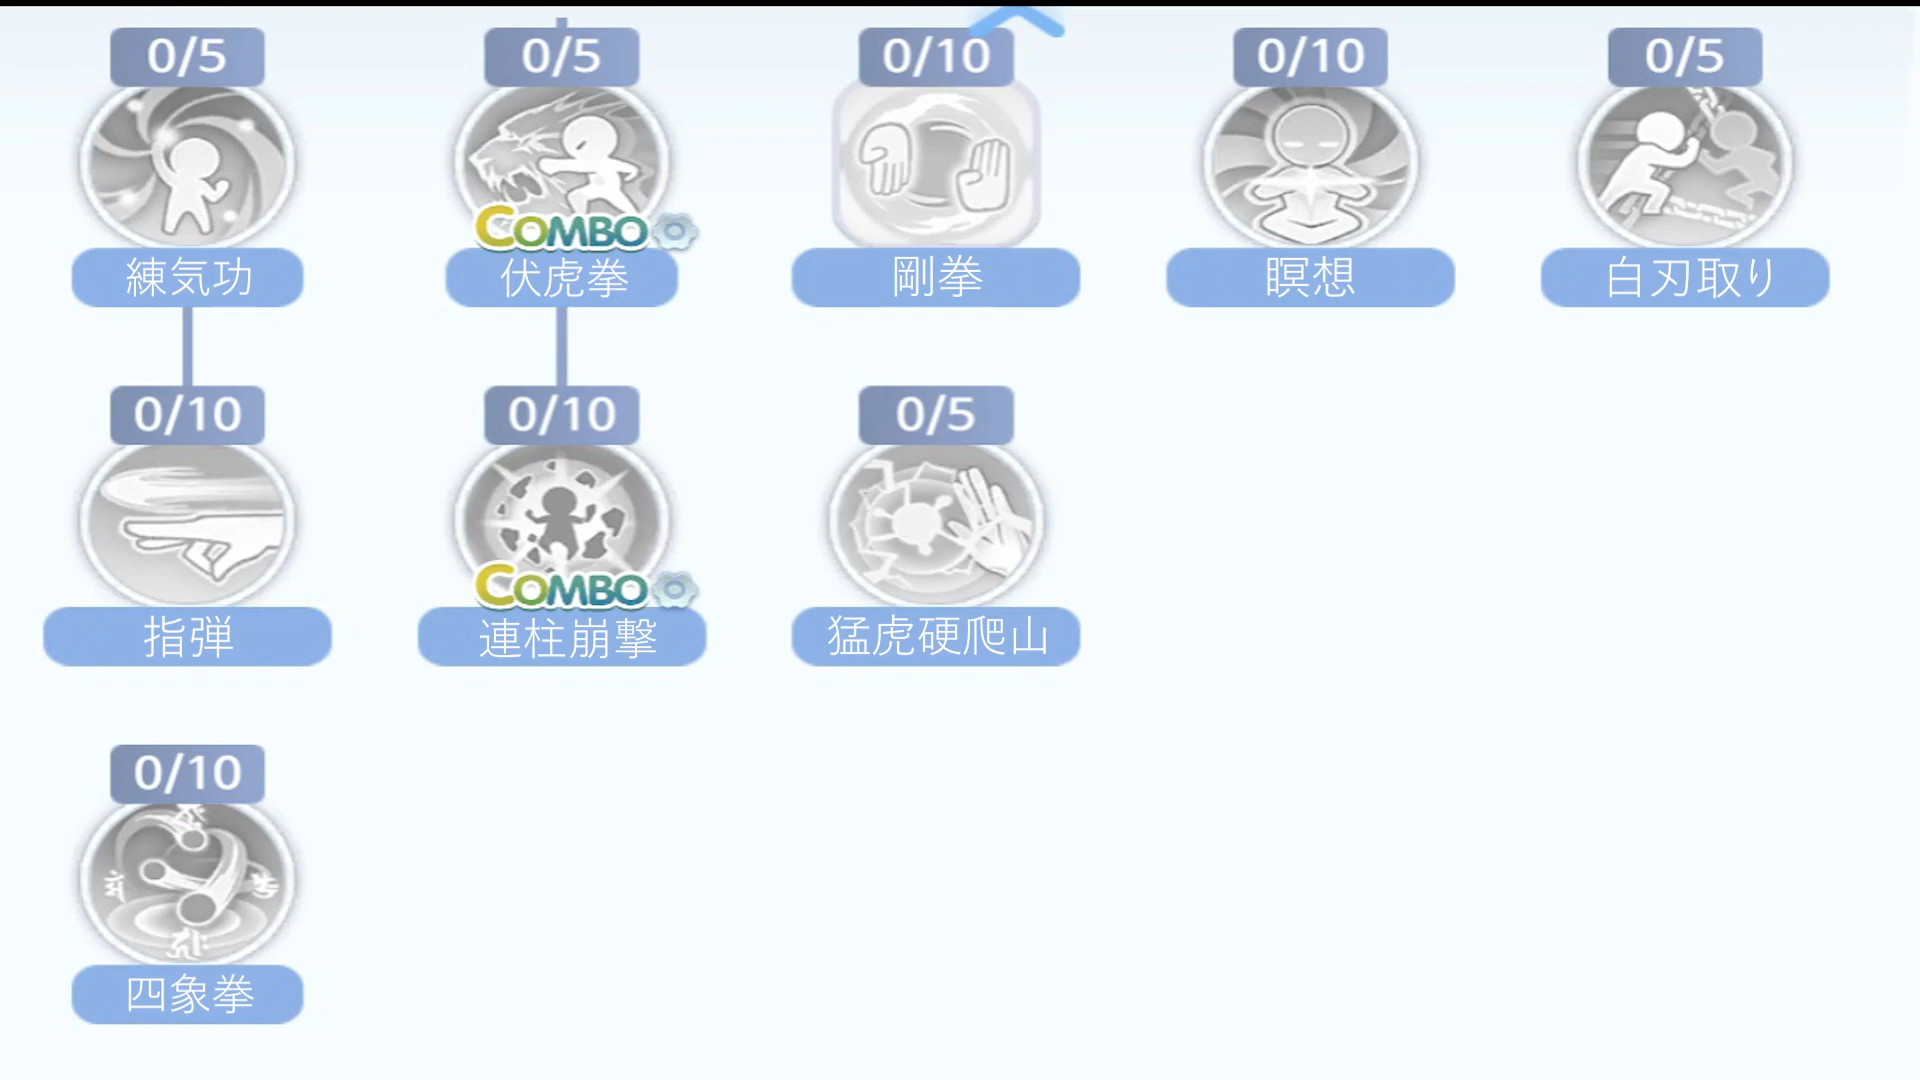 0/5 0/5 0/10 0/10 0/5
COMBO
練気功 伏虎拳 剛拳 瞑想 白刃取り
0/10 0/10 0/5
COMBO
指弾 連柱崩撃 猛虎硬爬山
0/10
四象拳